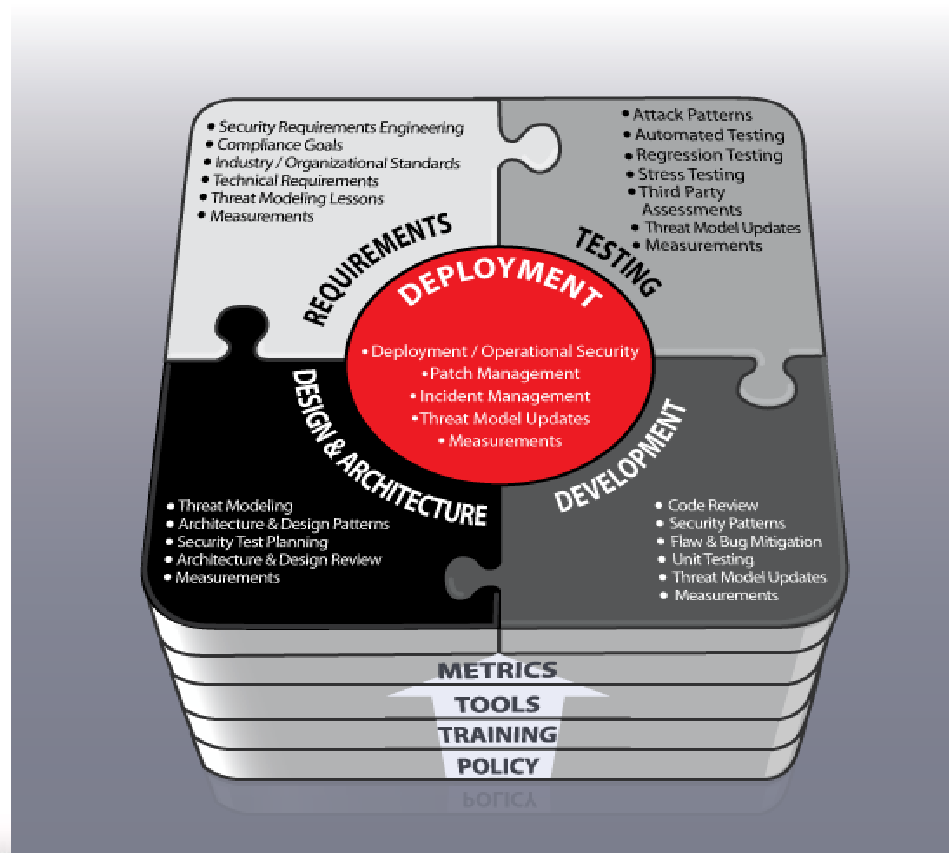 • Security Requirements Engineering
• Compliance Goals
• Industry / Organizational Standards
• Technical Requirements
• Threat Modeling Lessons
• Measurements
REQUIREMENTS
• Attack Patterns
• Automated Testing
• Regression Testing
• Stress Testing
• Third Party
Assessments
• Threat Model Updates
• Measurements
TESTING
DEPLOYMENT
• Deployment / Operational Security
• Patch Management
• Incident Management
• Threat Model Updates
• Measurements
DESIGN & ARCHITECTURE
• Threat Modeling
• Architecture & Design Patterns
• Security Test Planning
• Architecture & Design Review
• Measurements
DEVELOPMENT
• Code Review
• Security Patterns
• Flaw & Bug Mitigation
• Unit Testing
• Threat Model Updates
• Measurements
METRICS
TOOLS
TRAINING
POLICY